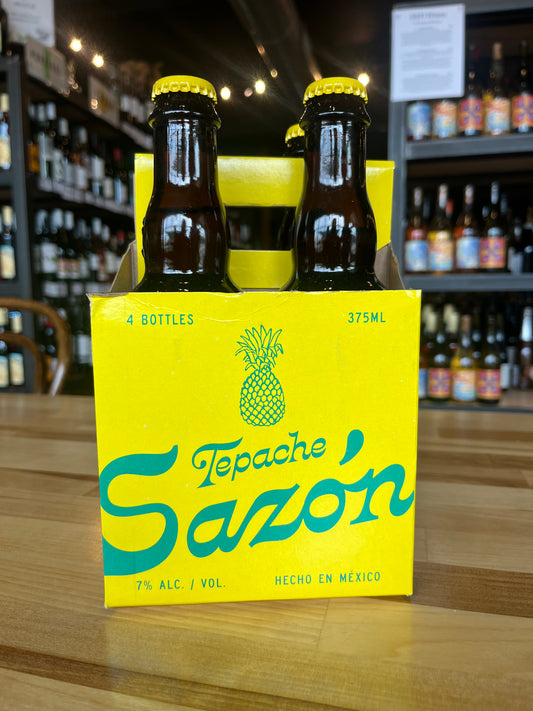 4 BOTTLES
375ML
Tepache
Sazón
7% ALC. / VOL.
HECHO EN MÉXICO